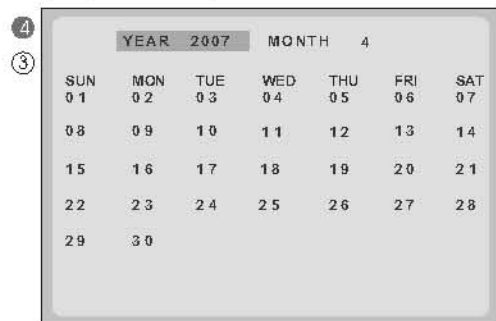 4
3
YEAR 2007 MONTH 4
SUN MON TUE WED THU FRI SAT
01 02 03 04 05 06 07
08 09 10 11 12 13 14
15 16 17 18 19 20 21
22 23 24 25 26 27 28
29 30